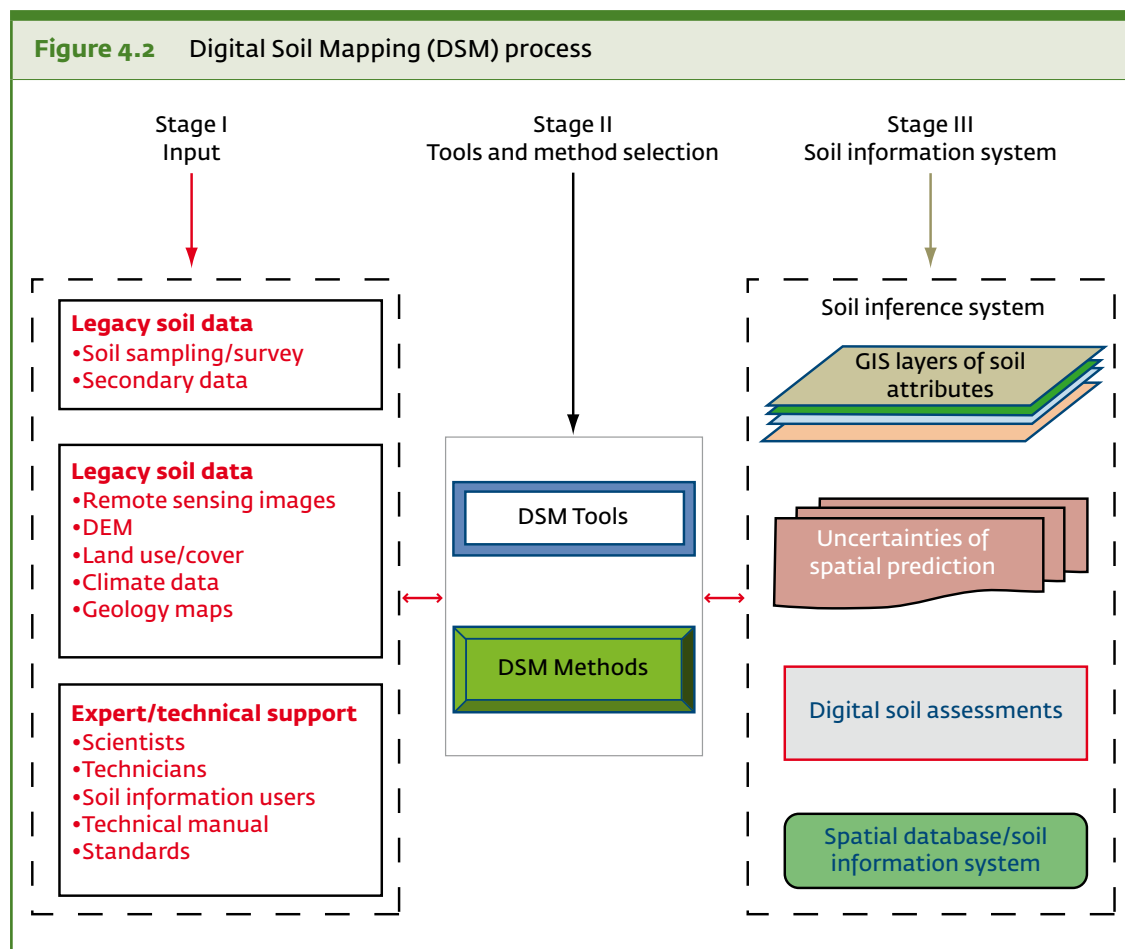 Figure 4.2 Digital Soil Mapping (DSM) process
Stage I
Input
Stage II
Tools and method selection
Stage III
Soil information system
Legacy soil data
•Soil sampling/survey
•Secondary data
Legacy soil data
•Remote sensing images
•DEM
•Land use/cover
•Climate data
•Geology maps
Expert/technical support
•Scientists
•Technicians
•Soil information users
•Technical manual
•Standards
DSM Tools
DSM Methods
Soil inference system
GIS layers of soil
attributes
Uncertainties of
spatial prediction
Digital soil assessments
Spatial database/soil
information system